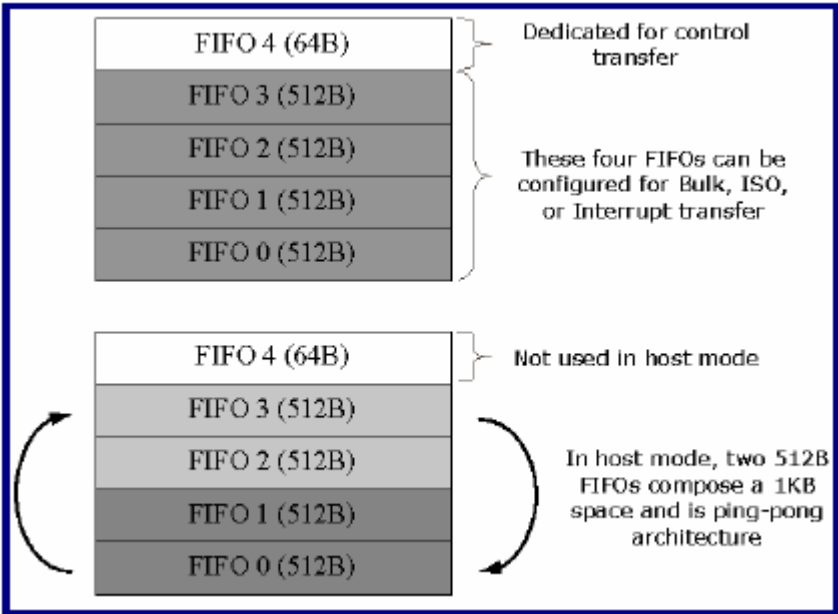 FIFO 4 (64B)
Dedicated for control
transfer
FIFO 3 (512B)
FIFO 2 (512B)
FIFO 1 (512B)
FIFO 0 (512B)
These four FIFOs can be
configured for Bulk, ISO,
or Interrupt transfer
FIFO 4 (64B)
Not used in host mode
FIFO 3 (512B)
FIFO 2 (512B)
FIFO 1 (512B)
FIFO 0 (512B)
In host mode, two 512B
FIFOs compose a 1KB
space and is ping-pong
architecture